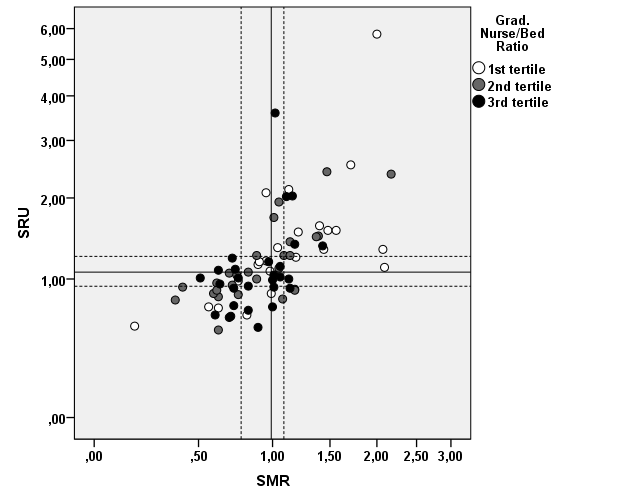 6,00
5,00
4,00
3,00
2,00
1,00
,00
SRU
,00 ,50 1,00 1,50 2,00 2,50 3,00
SMR
Grad.
Nurse/Bed
Ratio
1st tertile
2nd tertile
3rd tertile